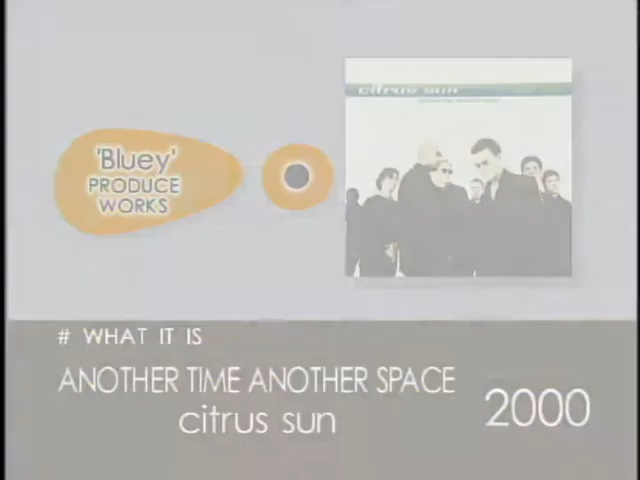 citrus sun
'Bluey'
PRODUCE
WORKS
# WHAT IT IS
ANOTHER TIME ANOTHER SPACE
citrus sun
2000